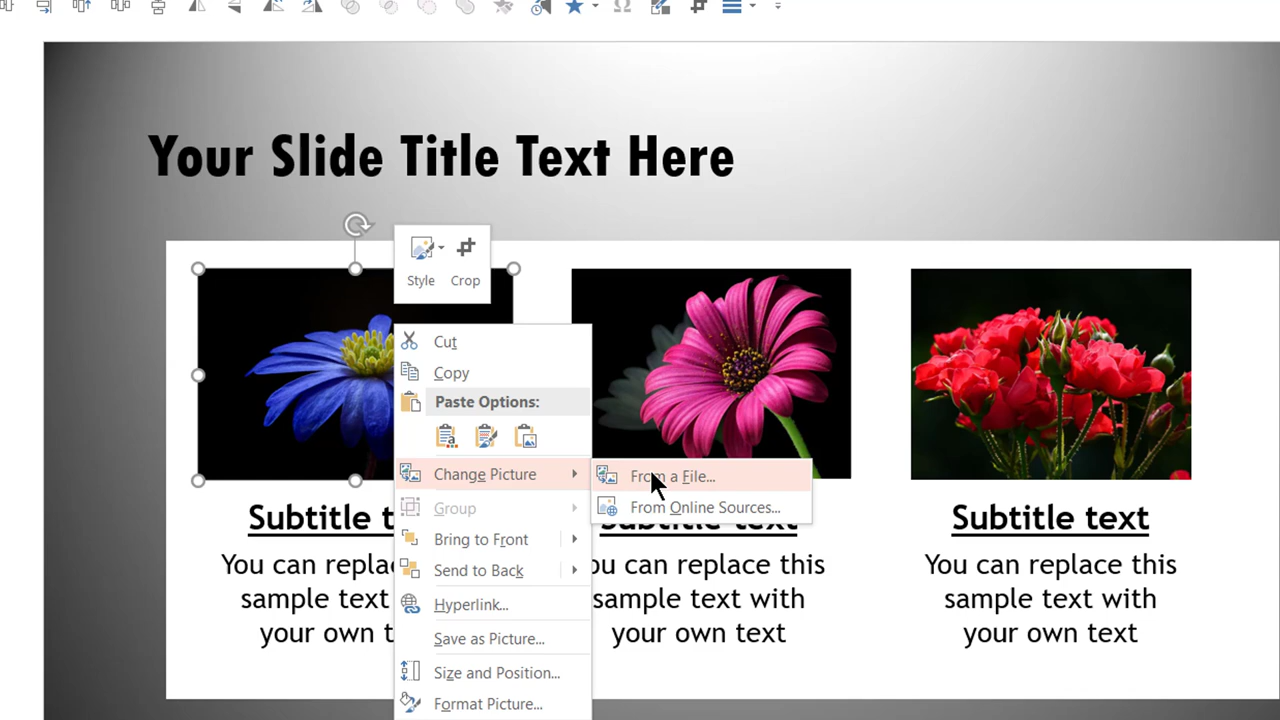 Your Slide Title Text Here
Style
Crop
Cut
Copy
Paste Options:
Change Picture
From a File...
From Online Sources...
Group
Bring to Front
Send to Back
Hyperlink...
Save as Picture...
Size and Position...
Format Picture...
Subtitle t
You can repla
sample text
your own t
Subtitle text
ou can replace this
sample text with
your own text
Subtitle text
You can replace this
sample text with
your own text